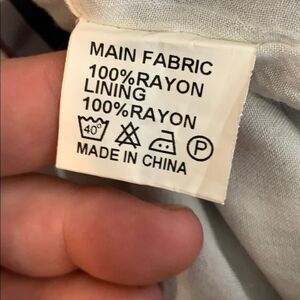 MAIN FABRIC
100%RAYON
LINING
100%RAYON
40° P
MADE IN CHINA